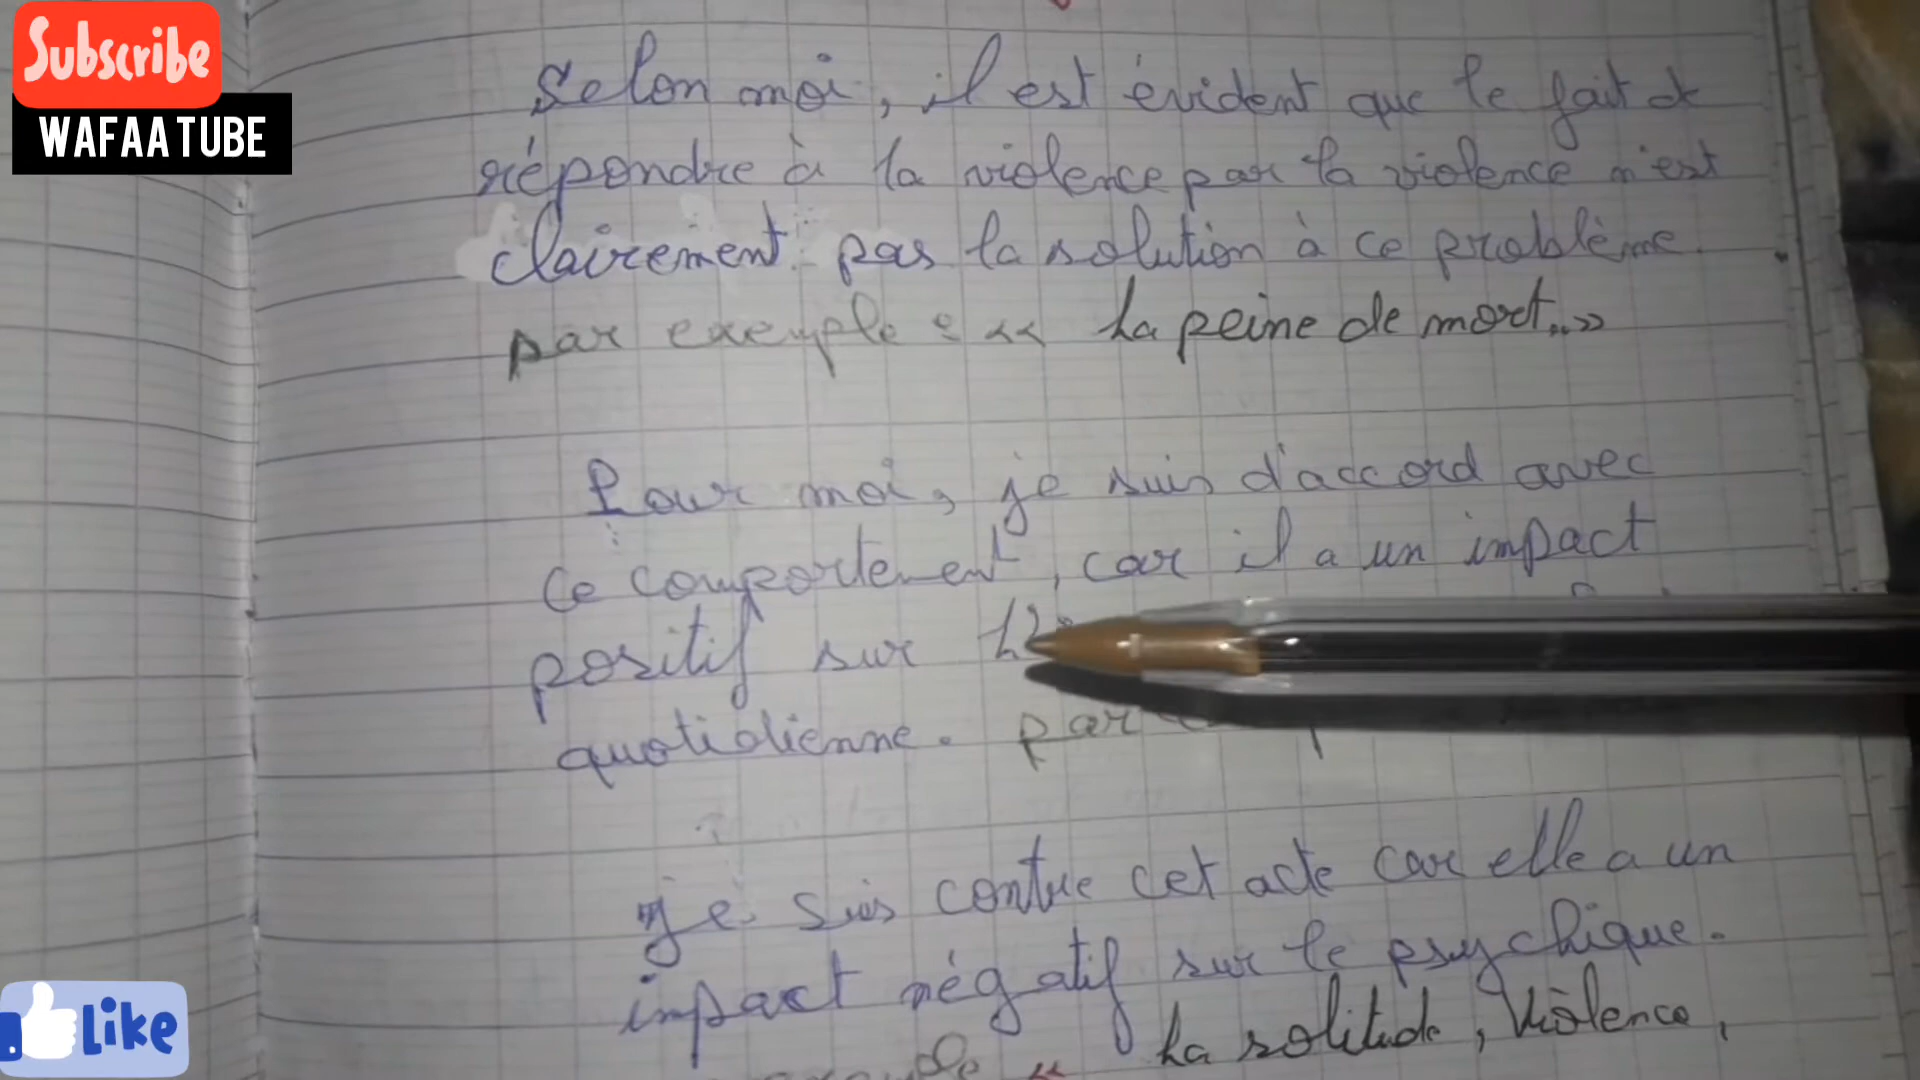 Subscribe
WAFAA TUBE
Selon moi, il est évident que le fait de
répondre à la violence par la violence n'est
clairement pas la solution à ce problème.
par exemple : << La peine de mort..>>
Pour moi, je suis d'accord avec
ce comportement, car il a un impact
positif sur
quotidienne. par
je suis contre cet acte car elle a un
impact négatif sur le psychique.
<< La solitude, Violence,
Like